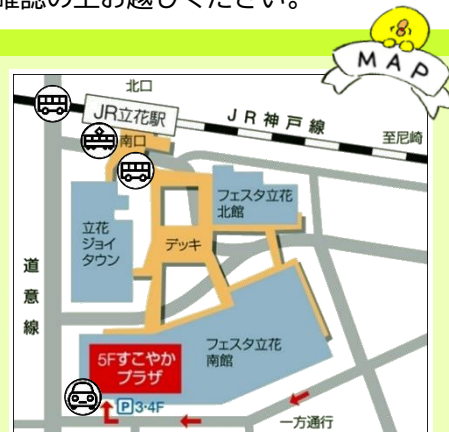 確認の上お越しください。
MAP
北口
JR立花駅
JR神戸線
至尼崎
南口
フェスタ立花
北館
立花
ジョイ
タウン
デッキ
道意線
フェスタ立花
南館
5Fすこやか
プラザ
P3・4F
一方通行